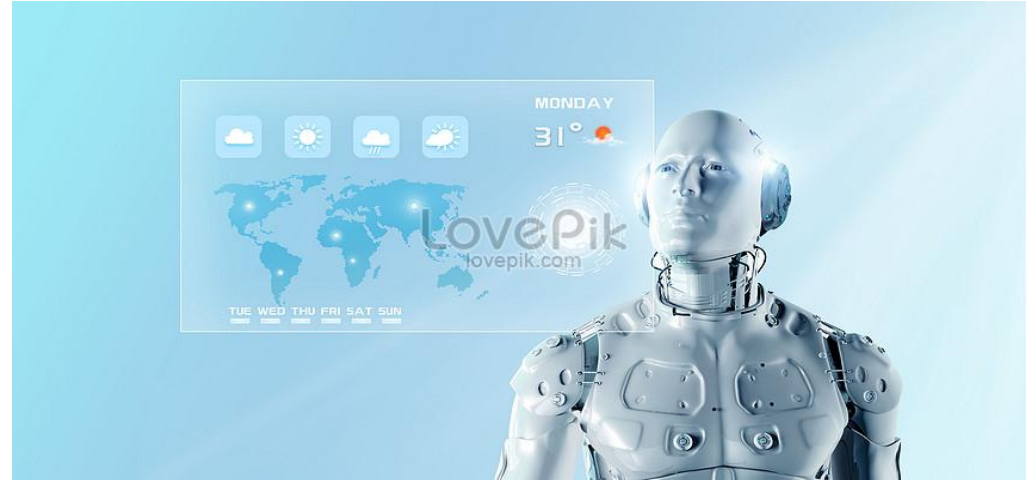 MONDAY
31°
LovePik
lovepik.com
TUE WED THU FRI SAT SUN